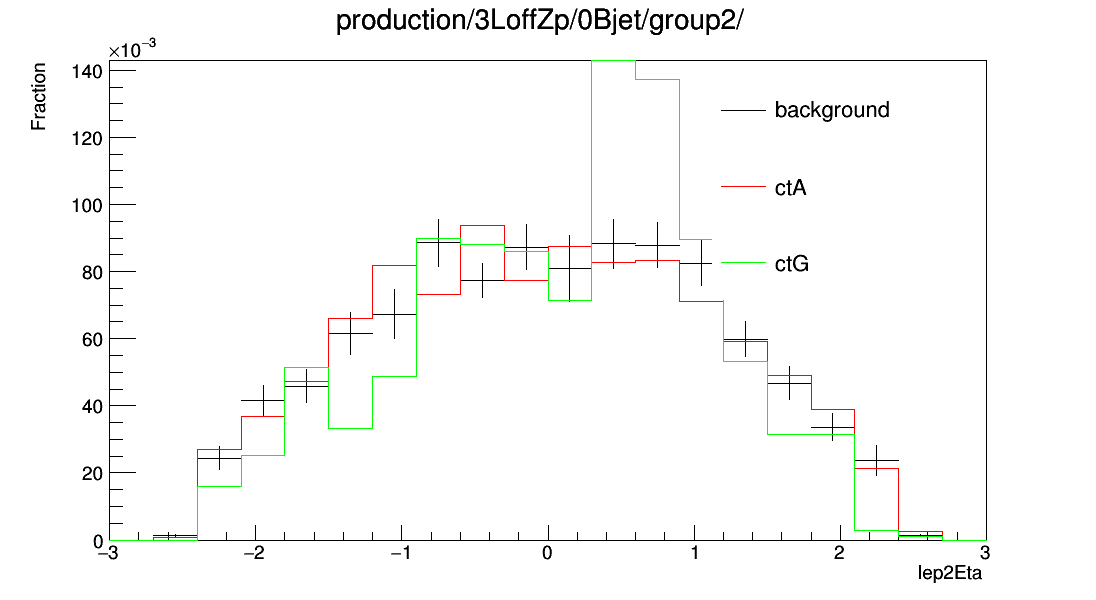 production/3LoffZp/0Bjet/group2/
×10⁻³
Fraction
140
120
100
80
60
40
20
0
background
ctA
ctG
−3 −2 −1 0 1 2 3
lep2Eta